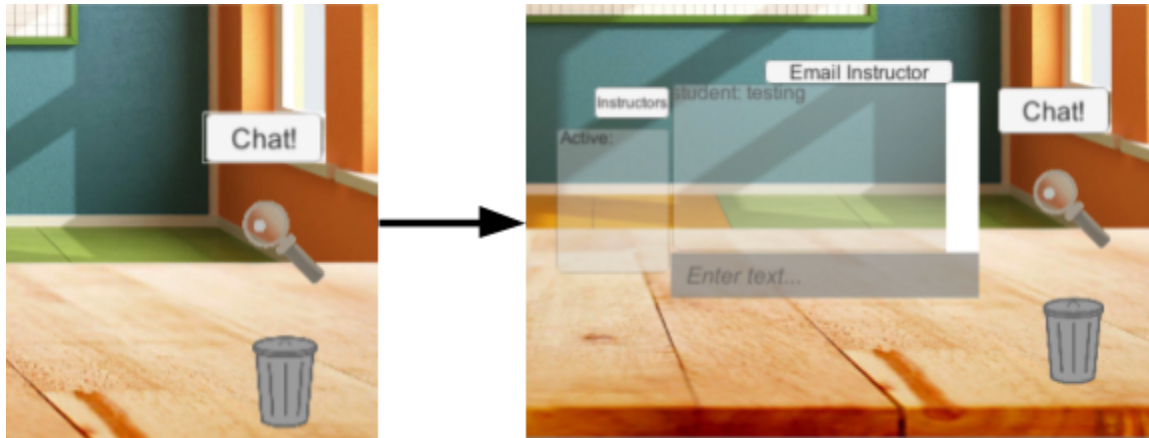 Chat!
Email Instructor
Instructors
student: testing
Chat!
Active:
Enter text...